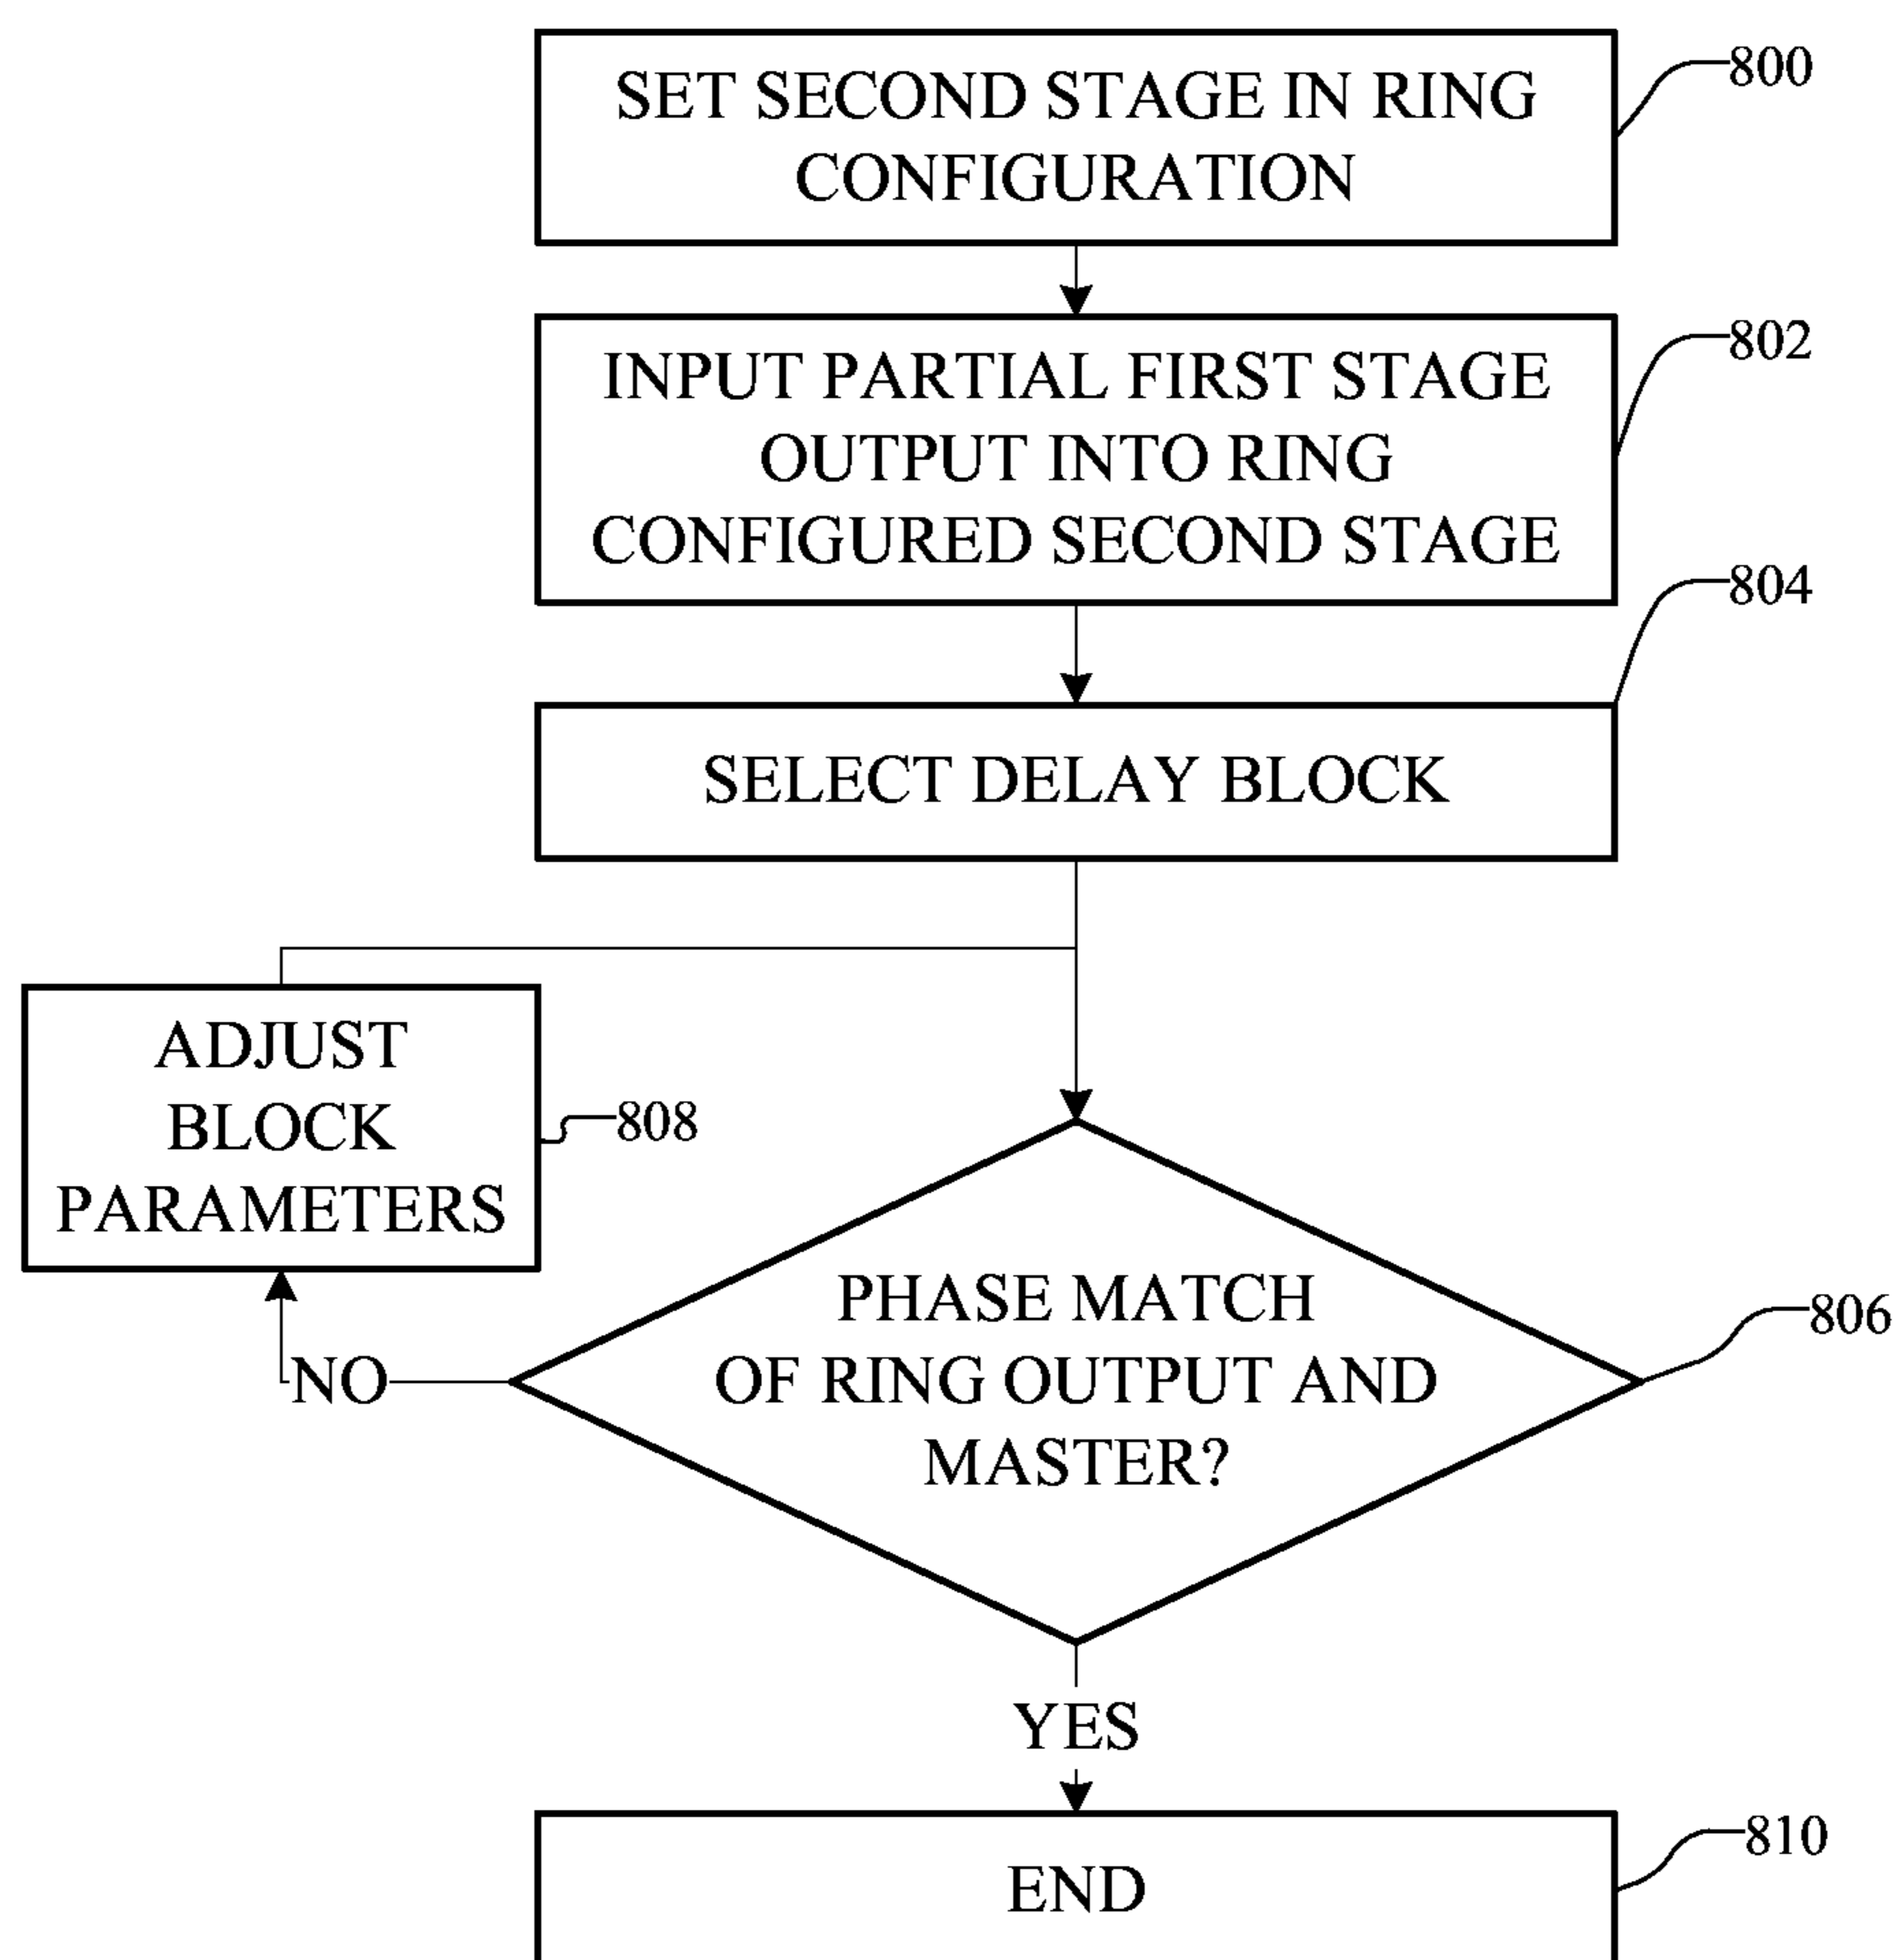 SET SECOND STAGE IN RING
CONFIGURATION
800
INPUT PARTIAL FIRST STAGE
OUTPUT INTO RING
CONFIGURED SECOND STAGE
802
804
SELECT DELAY BLOCK
ADJUST
BLOCK
PARAMETERS
808
PHASE MATCH
OF RING OUTPUT AND
MASTER?
806
NO
YES
810
END